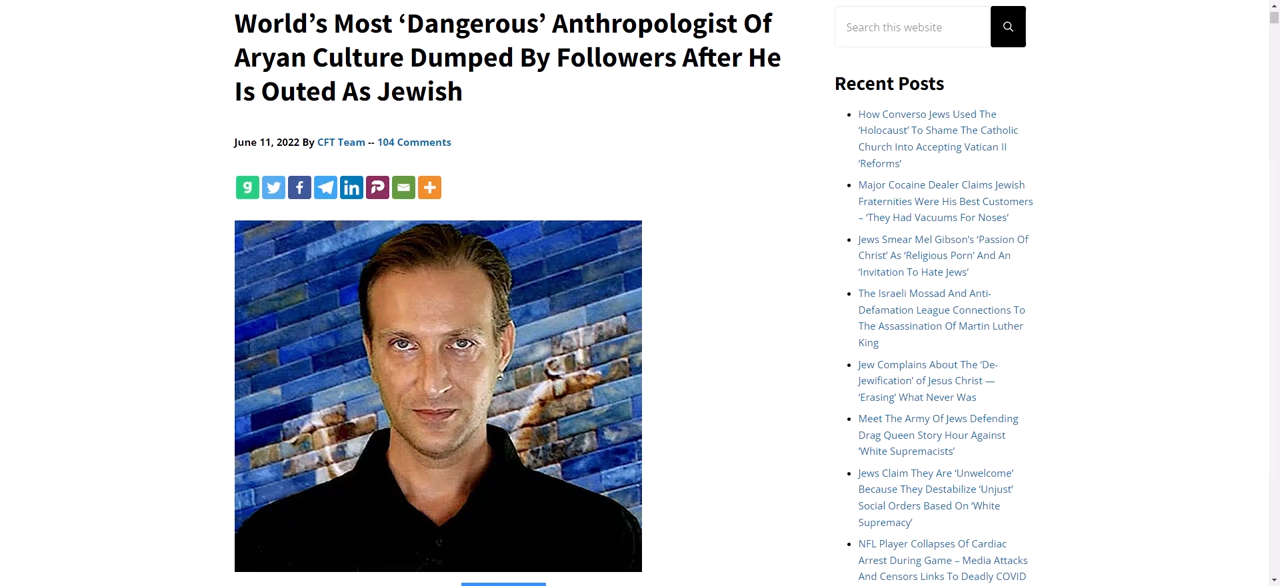 World’s Most ‘Dangerous’ Anthropologist Of
Aryan Culture Dumped By Followers After He
Is Outed As Jewish
June 11, 2022 By CFT Team -- 104 Comments
Search this website
Recent Posts
How Converso Jews Used The
‘Holocaust’ To Shame The Catholic
Church Into Accepting Vatican II
‘Reforms’
Major Cocaine Dealer Claims Jewish
Fraternities Were His Best Customers
– ‘They Had Vacuums For Noses’
Jews Smear Mel Gibson’s ‘Passion Of
Christ’ As ‘Religious Porn’ And An
‘Invitation To Hate Jews’
The Israeli Mossad And Anti-
Defamation League Connections To
The Assassination Of Martin Luther
King
Jew Complains About The ‘De-
Jewification’ of Jesus Christ —
‘Erasing’ What Never Was
Meet The Army Of Jews Defending
Drag Queen Story Hour Against
‘White Supremacists’
Jews Claim They Are ‘Unwelcome’
Because They Destabilize ‘Unjust’
Social Orders Based On ‘White
Supremacy’
NFL Player Collapses Of Cardiac
Arrest During Game – Media Attacks
And Censors Links To Deadly COVID